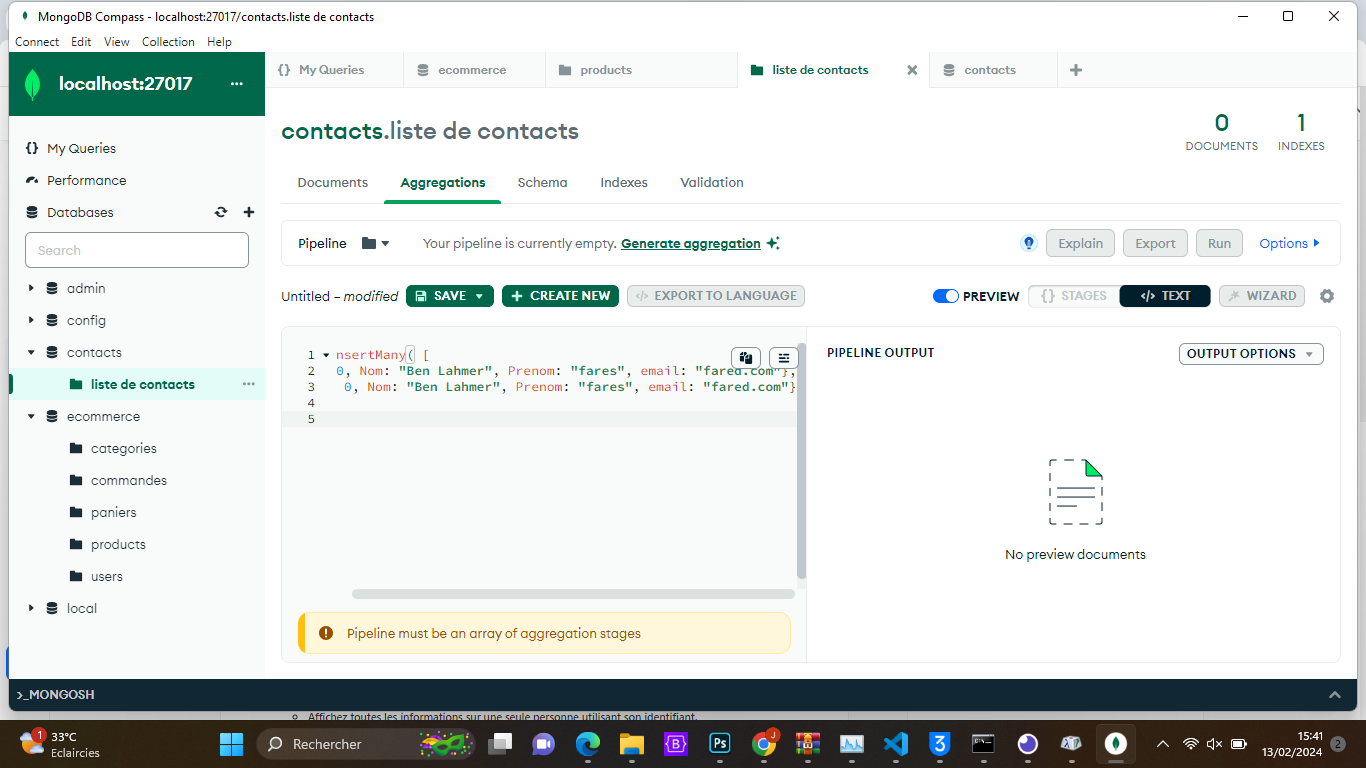 MongoDB Compass - localhost:27017/contacts.liste de contacts
Connect Edit View Collection Help
localhost:27017
My Queries
Performance
Databases
Search
admin
config
contacts
liste de contacts
ecommerce
categories
commandes
paniers
products
users
local
{} My Queries
ecommerce
products
liste de contacts
contacts
contacts.liste de contacts
0
DOCUMENTS
1
INDEXES
Documents Aggregations Schema Indexes Validation
Pipeline
Your pipeline is currently empty. Generate aggregation
Explain
Export
Run
Options
Untitled – modified
SAVE
+ CREATE NEW
</> EXPORT TO LANGUAGE
PREVIEW
{} STAGES
</> TEXT
WIZARD
1 nsertMany( [
2 0, Nom: "Ben Lahmer", Prenom: "fares", email: "fared.com"},
3 0, Nom: "Ben Lahmer", Prenom: "fares", email: "fared.com"}
4
5
Pipeline must be an array of aggregation stages
PIPELINE OUTPUT
OUTPUT OPTIONS
No preview documents
>_MONGOSH
Affichez toutes les informations sur une seule personne utilisant son identifiant.
1
33°C
Eclaircies
Rechercher
B
Ps
J
3
15:41
13/02/2024
2